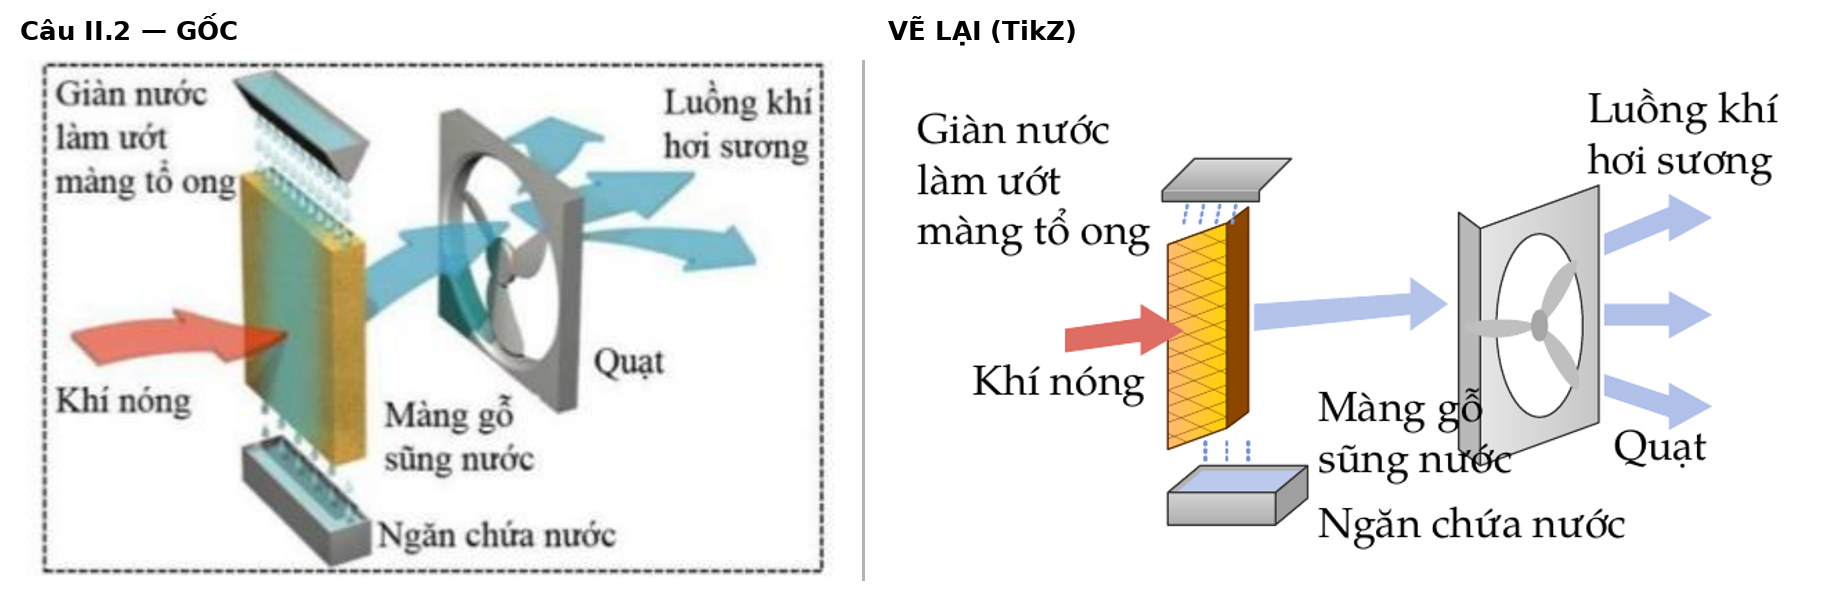 Câu II.2 — GỐC
Giàn nước
làm ướt
màng tổ ong
Luồng khí
hơi sương
Khí nóng
Quạt
Màng gỗ
sũng nước
Ngăn chứa nước
VẼ LẠI (TikZ)
Giàn nước
làm ướt
màng tổ ong
Luồng khí
hơi sương
Khí nóng
Màng gỗ
sũng nước
Quạt
Ngăn chứa nước